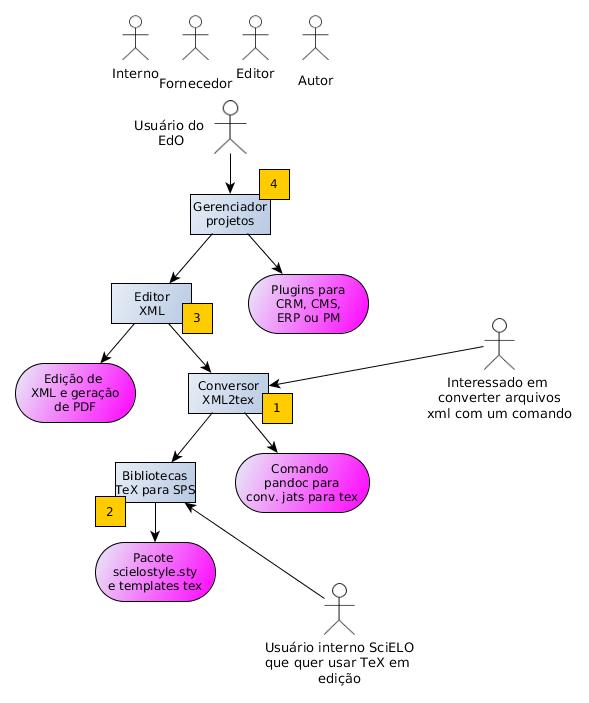 Interno
Fornecedor
Editor
Autor
Usuário do
EdO
4
Gerenciador
projetos
Editor
XML
3
Plugins para
CRM, CMS,
ERP ou PM
Edição de
XML e geração
de PDF
Conversor
XML2tex
1
Interessado em
converter arquivos
xml com um comando
Bibliotecas
TeX para SPS
2
Comando
pandoc para
conv. jats para tex
Pacote
scielostyle.sty
e templates tex
Usuário interno SciELO
que quer usar TeX em
edição